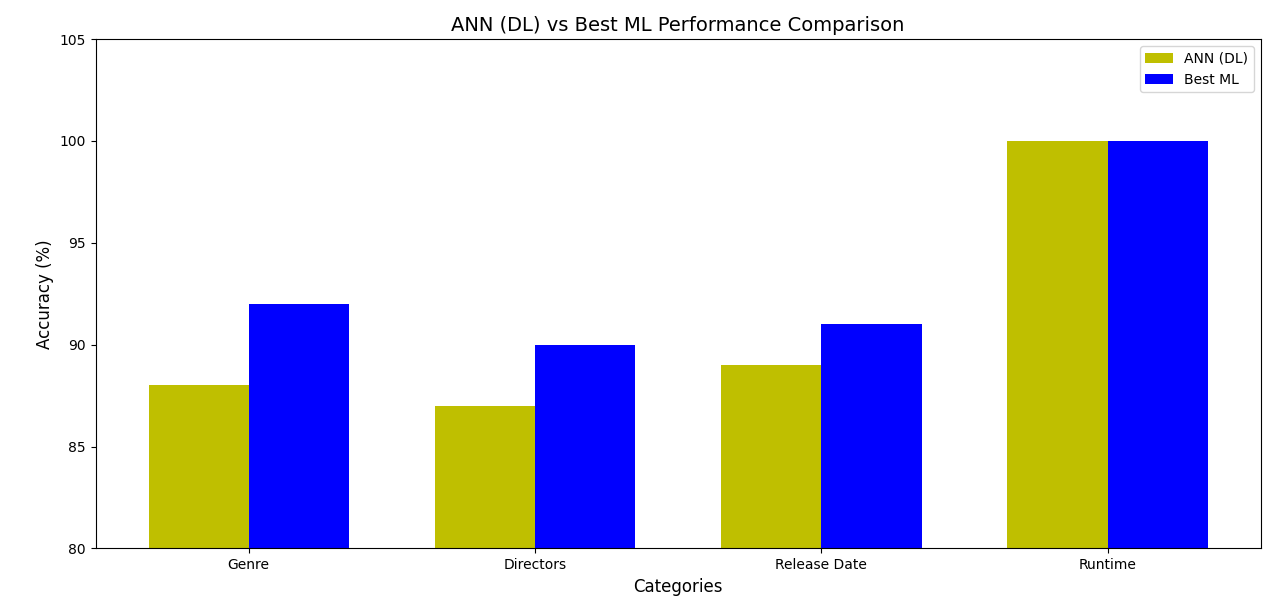 ANN (DL) vs Best ML Performance Comparison
ANN (DL)
Best ML
Accuracy (%)
105
100
95
90
85
80
Genre
Directors
Release Date
Runtime
Categories